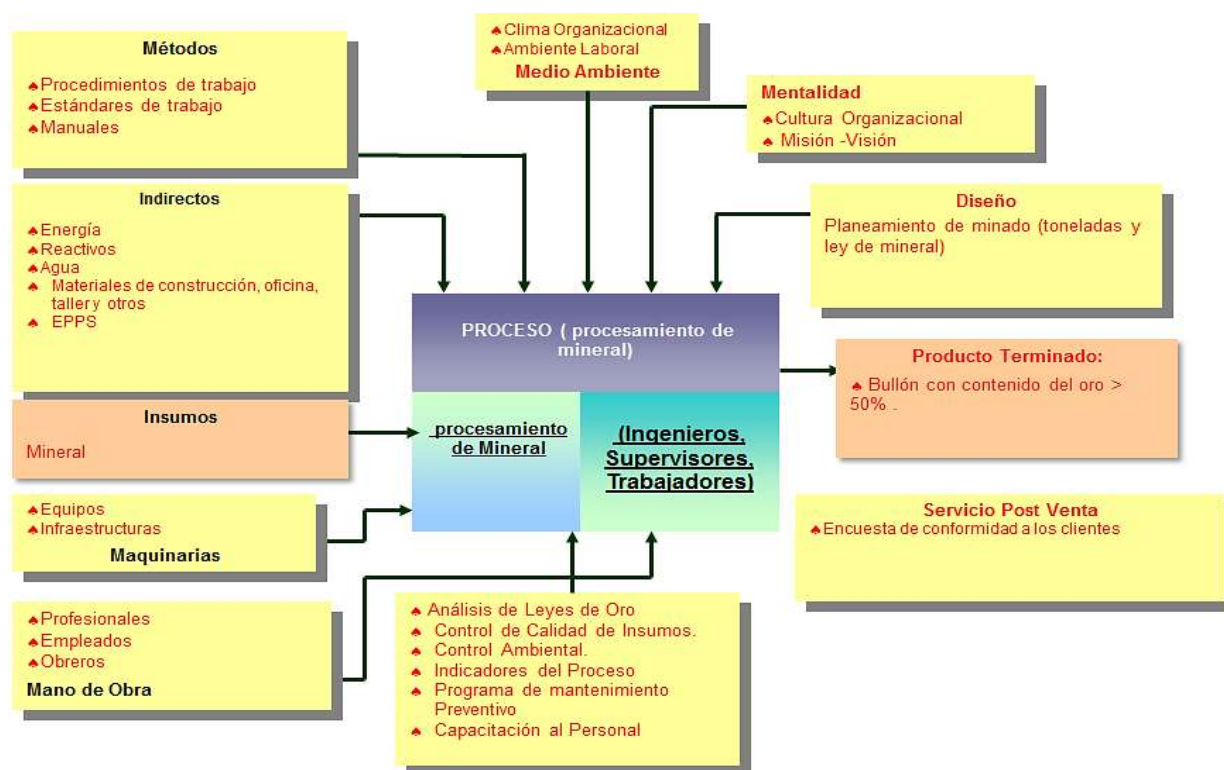 Métodos
♠Procedimientos de trabajo
♠Estándares de trabajo
♠Manuales
♠Clima Organizacional
♠Ambiente Laboral
Medio Ambiente
Mentalidad
♠Cultura Organizacional
♠ Misión -Visión
Indirectos
♠Energía
♠Reactivos
♠Agua
♠ Materiales de construcción, oficina,
taller y otros
♠ EPPS
Diseño
Planeamiento de minado (toneladas y
ley de mineral)
PROCESO ( procesamiento de
mineral)
Producto Terminado:
♠ Bullón con contenido del oro >
50% .
Insumos
Mineral
procesamiento
de Mineral
(Ingenieros,
Supervisores,
Trabajadores)
♠Equipos
♠Infraestructuras
Maquinarias
Servicio Post Venta
♠Encuesta de conformidad a los clientes
♠Profesionales
♠Empleados
♠Obreros
Mano de Obra
♠ Análisis de Leyes de Oro
♠ Control de Calidad de Insumos.
♠ Control Ambiental.
♠ Indicadores del Proceso
♠ Programa de mantenimiento
Preventivo
♠ Capacitación al Personal